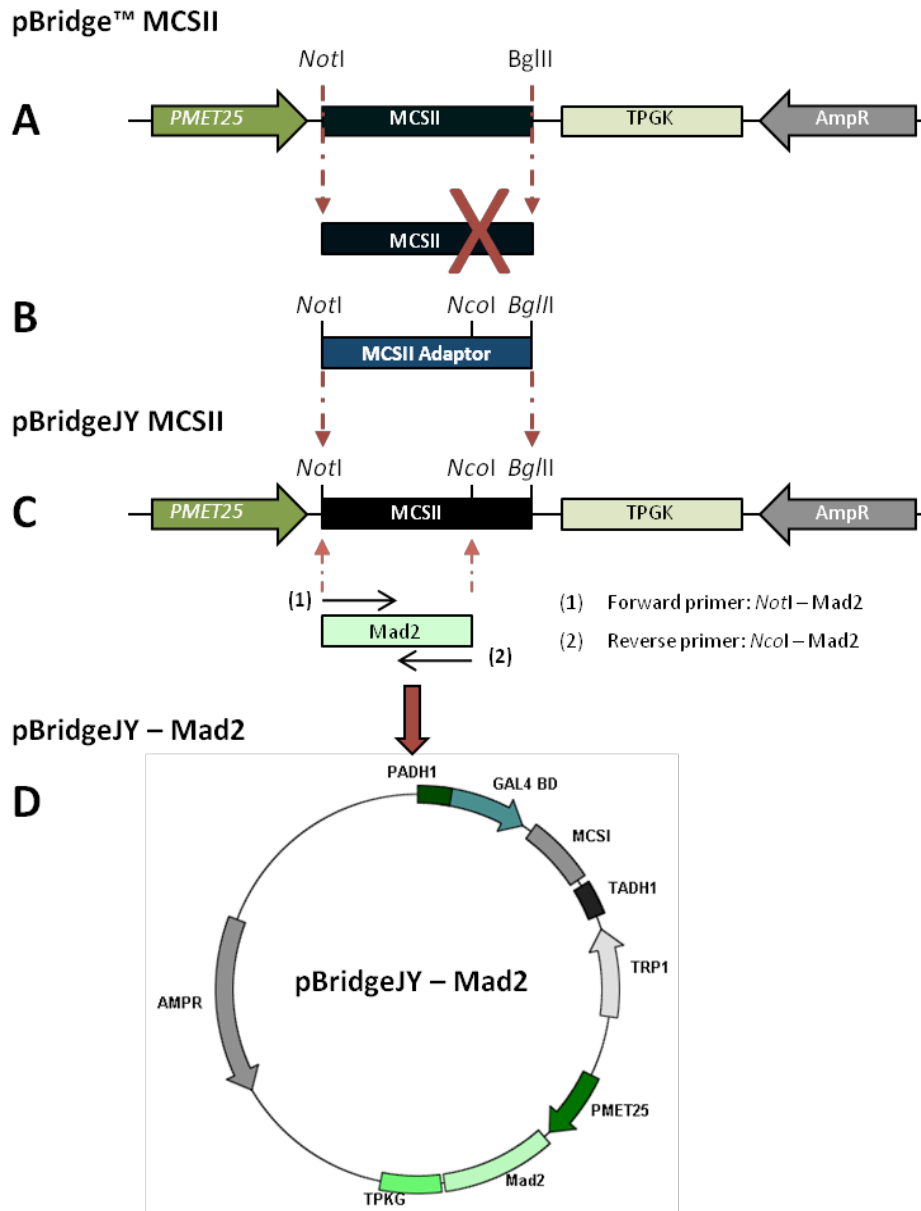 pBridge™ MCSII
NotI BglII
A
PMET25 MCSII TPGK AmpR
MCSII
B
NotI NcoI BglII
MCSII Adaptor
pBridgeJY MCSII
NotI NcoI BglII
C
PMET25 MCSII TPGK AmpR
(1)
Mad2
(2)
(1) Forward primer: NotI – Mad2
(2) Reverse primer: NcoI – Mad2
pBridgeJY – Mad2
D
PADH1
GAL4 BD
MCSI
TADH1
TRP1
pBridgeJY – Mad2
AMPR
PMET25
Mad2
TPKG